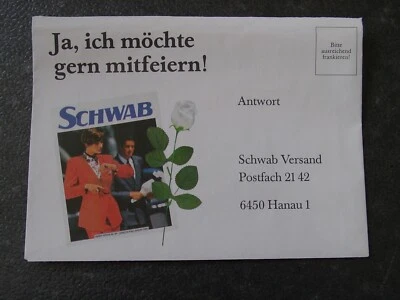 Ja, ich möchte
gern mitfeiern!
Bitte
ausreichend
frankieren!
SCHWAB
Antwort
Schwab Versand
Postfach 21 42
6450 Hanau 1